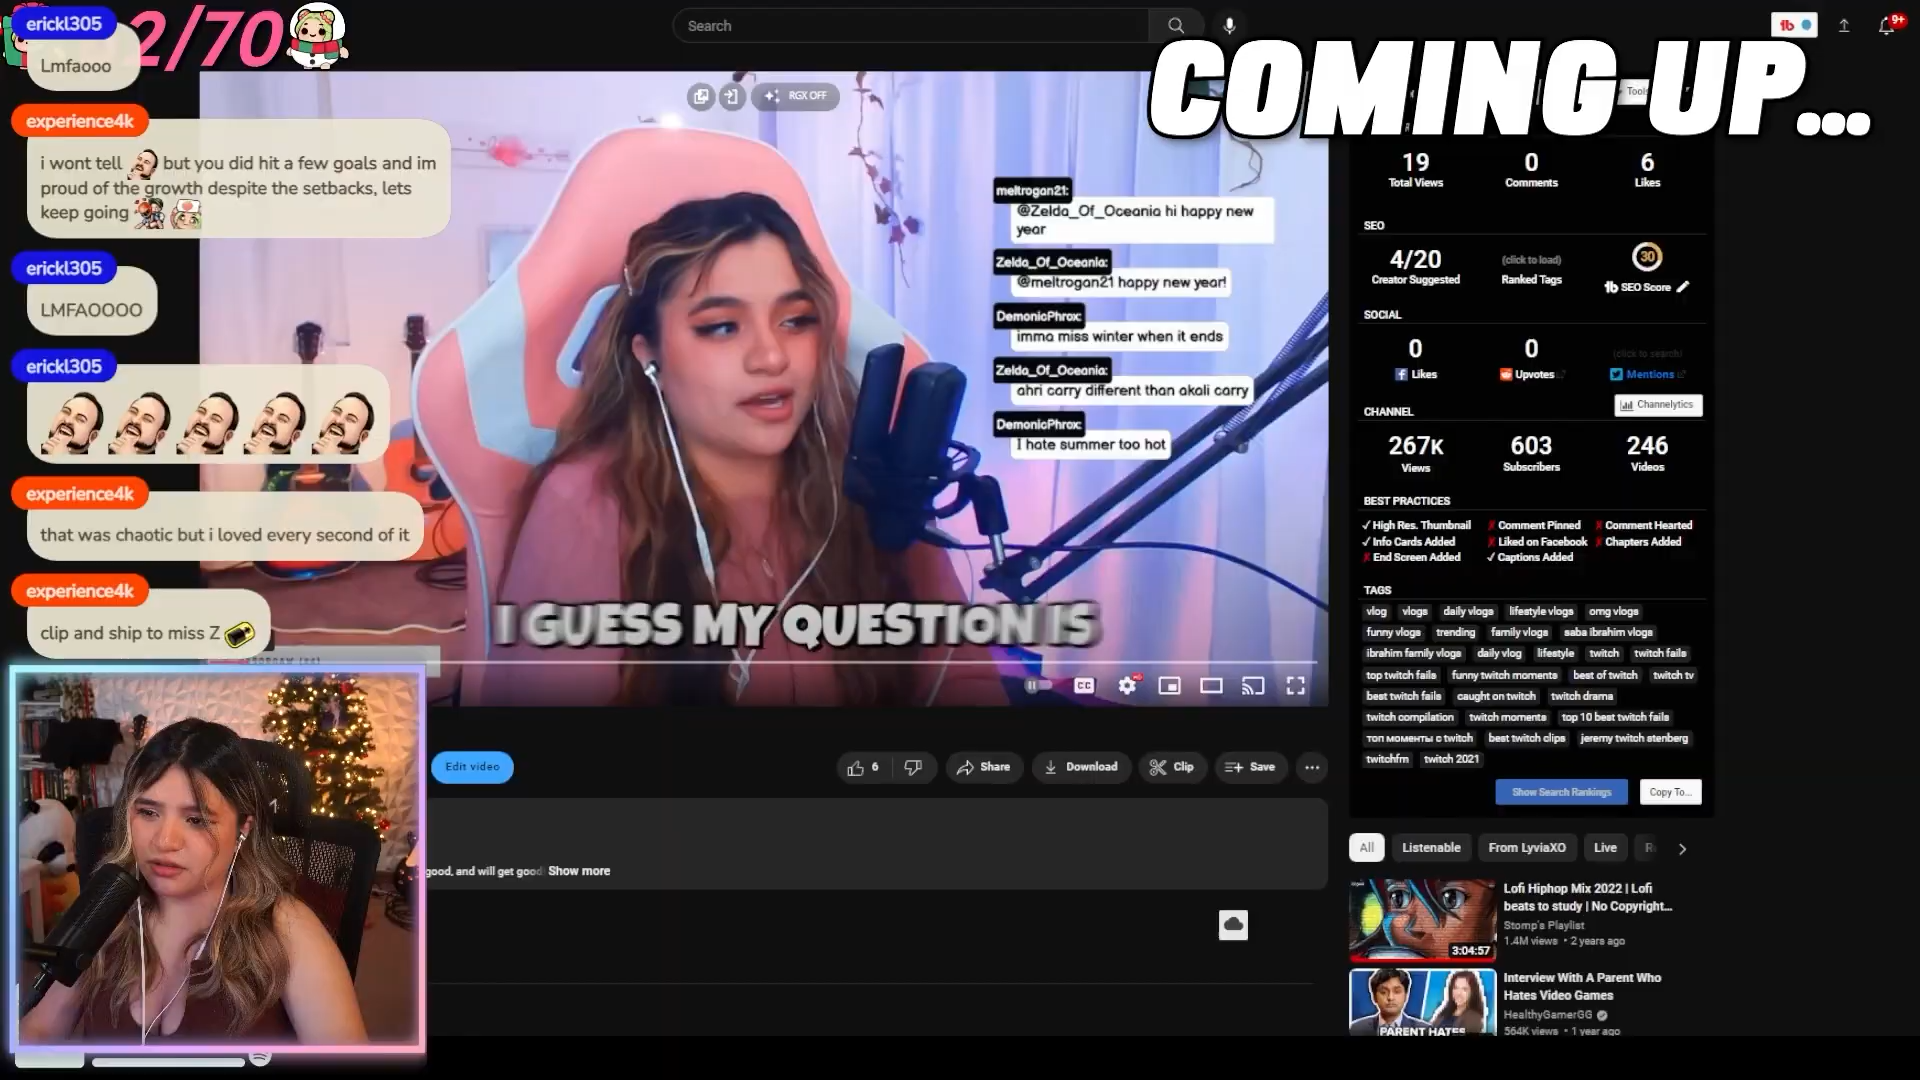 erickl305
Lmfaooo
2/70
experience4k
i wont tell but you did hit a few goals and im
proud of the growth despite the setbacks, lets
keep going
erickl305
LMFAOOOO
erickl305
experience4k
that was chaotic but i loved every second of it
experience4k
clip and ship to miss Z
Search
9+
COMING UP...
RGX OFF
Tools
meltrogan21:
@Zelda_Of_Oceania hi happy new
year
Zelda_Of_Oceania:
@meltrogan21 happy new year!
DemonicPhrox:
imma miss winter when it ends
Zelda_Of_Oceania:
ahri carry different than akali carry
DemonicPhrox:
I hate summer too hot
I GUESS MY QUESTION IS
CC
Edit video
6
Share
Download
Clip
Save
good, and will get good Show more
19 0 6
Total Views Comments Likes
SEO
4/20 (click to load) 30
Creator Suggested Ranked Tags tb SEO Score
SOCIAL
0 0 (click to search)
Likes Upvotes Mentions
Channelytics
CHANNEL
267K 603 246
Views Subscribers Videos
BEST PRACTICES
✓ High Res. Thumbnail ✗ Comment Pinned ✗ Comment Hearted
✓ Info Cards Added ✗ Liked on Facebook ✗ Chapters Added
✗ End Screen Added ✓ Captions Added
TAGS
vlog vlogs daily vlogs lifestyle vlogs omg vlogs
funny vlogs trending family vlogs saba ibrahim vlogs
ibrahim family vlogs daily vlog lifestyle twitch twitch fails
top twitch fails funny twitch moments best of twitch twitch tv
best twitch fails caught on twitch twitch drama
twitch compilation twitch moments top 10 best twitch fails
топ моменты с twitch best twitch clips jeremy twitch stenberg
twitchfm twitch 2021
Show Search Rankings Copy To...
All Listenable From LyviaXO Live
Lofi Hiphop Mix 2022 | Lofi
beats to study | No Copyright...
Stomp's Playlist
1.4M views • 2 years ago
3:04:57
Interview With A Parent Who
Hates Video Games
HealthyGamerGG
564K views • 1 year ago
PARENT HATES